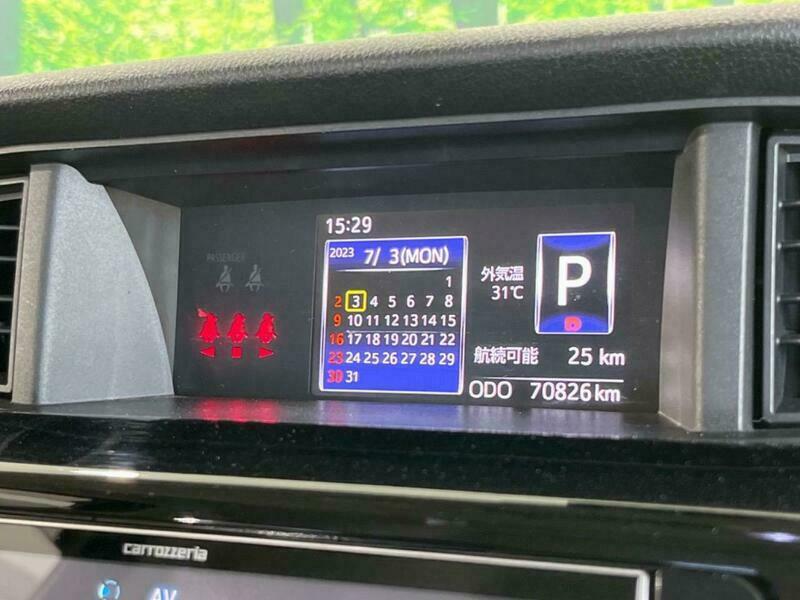 15:29
PASSENGER
2023 7/ 3(MON)
1
2 3 4 5 6 7 8
9 10 11 12 13 14 15
16 17 18 19 20 21 22
23 24 25 26 27 28 29
30 31
外気温
31℃
P
D
航続可能 25 km
ODO 70826 km
carrozzeria
AV